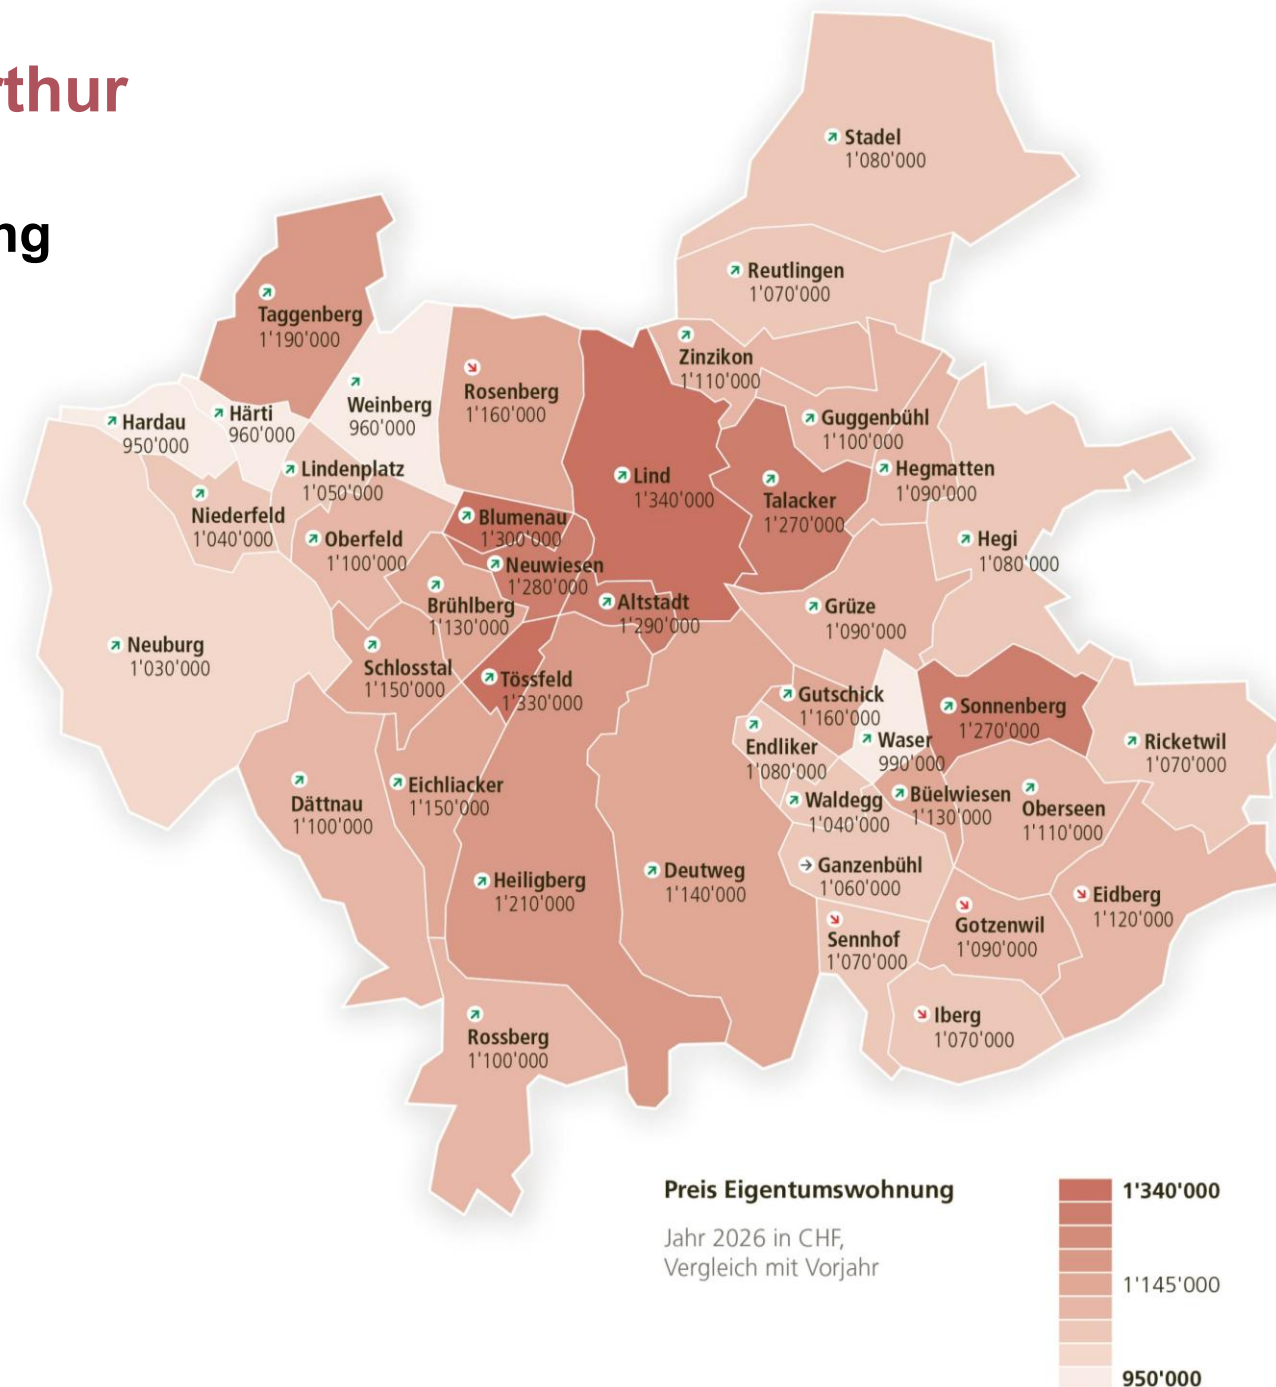 rthur
ng
Stadel
1'080'000
Reutlingen
1'070'000
Taggenberg
1'190'000
Zinzikon
1'110'000
Rosenberg
1'160'000
Weinberg
960'000
Härti
960'000
Hardau
950'000
Guggenbühl
1'100'000
Lindenplatz
1'050'000
Lind
1'340'000
Talacker
1'270'000
Hegmatten
1'090'000
Niederfeld
1'040'000
Blumenau
1'300'000
Oberfeld
1'100'000
Hegi
1'080'000
Neuwiesen
1'280'000
Brühlberg
1'130'000
Altstadt
1'290'000
Grüze
1'090'000
Neuburg
1'030'000
Schlosstal
1'150'000
Tössfeld
1'330'000
Gutschick
1'160'000
Sonnenberg
1'270'000
Endliker
1'080'000
Waser
990'000
Ricketwil
1'070'000
Eichliacker
1'150'000
Dättnau
1'100'000
Waldegg
1'040'000
Büelwiesen
1'130'000
Oberseen
1'110'000
Heiligberg
1'210'000
Deutweg
1'140'000
Ganzenbühl
1'060'000
Eidberg
1'120'000
Sennhof
1'070'000
Gotzenwil
1'090'000
Iberg
1'070'000
Rossberg
1'100'000
Preis Eigentumswohnung
Jahr 2026 in CHF,
Vergleich mit Vorjahr
1'340'000
1'145'000
950'000